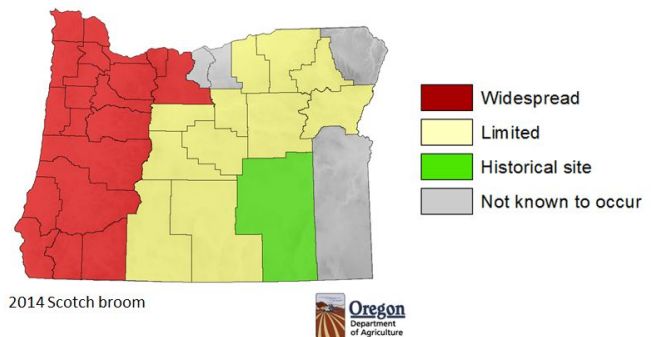 Widespread
Limited
Historical site
Not known to occur
2014 Scotch broom
Oregon
Department
of Agriculture